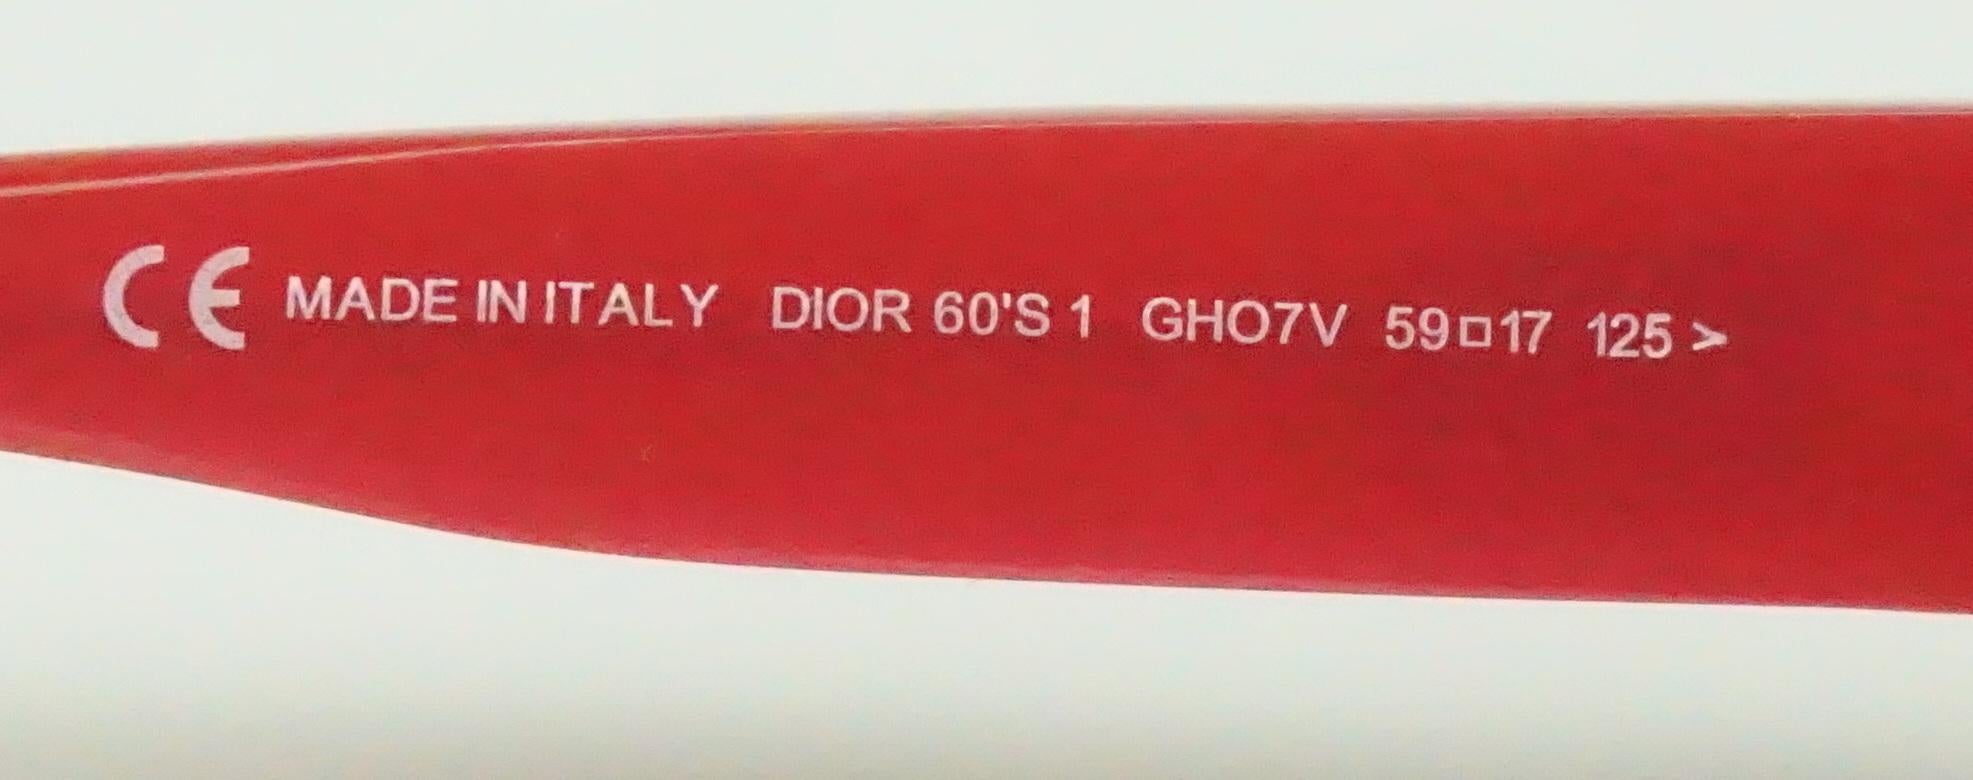 CE MADE IN ITALY DIOR 60'S 1 GHO7V 59□17 125 >